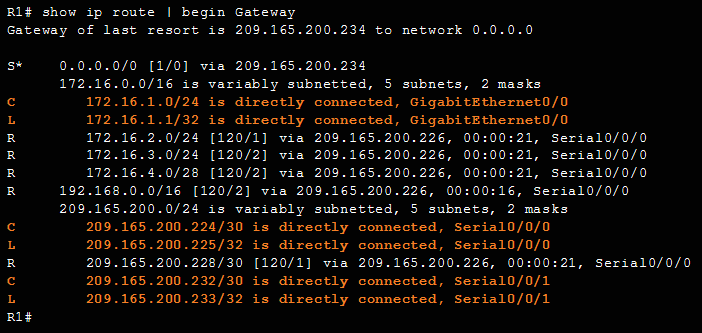 R1# show ip route | begin Gateway
Gateway of last resort is 209.165.200.234 to network 0.0.0.0
S* 0.0.0.0/0 [1/0] via 209.165.200.234
172.16.0.0/16 is variably subnetted, 5 subnets, 2 masks
C 172.16.1.0/24 is directly connected, GigabitEthernet0/0
L 172.16.1.1/32 is directly connected, GigabitEthernet0/0
R 172.16.2.0/24 [120/1] via 209.165.200.226, 00:00:21, Serial0/0/0
R 172.16.3.0/24 [120/2] via 209.165.200.226, 00:00:21, Serial0/0/0
R 172.16.4.0/28 [120/2] via 209.165.200.226, 00:00:21, Serial0/0/0
R 192.168.0.0/16 [120/2] via 209.165.200.226, 00:00:16, Serial0/0/0
209.165.200.0/24 is variably subnetted, 5 subnets, 2 masks
C 209.165.200.224/30 is directly connected, Serial0/0/0
L 209.165.200.225/32 is directly connected, Serial0/0/0
R 209.165.200.228/30 [120/1] via 209.165.200.226, 00:00:21, Serial0/0/0
C 209.165.200.232/30 is directly connected, Serial0/0/1
L 209.165.200.233/32 is directly connected, Serial0/0/1
R1#